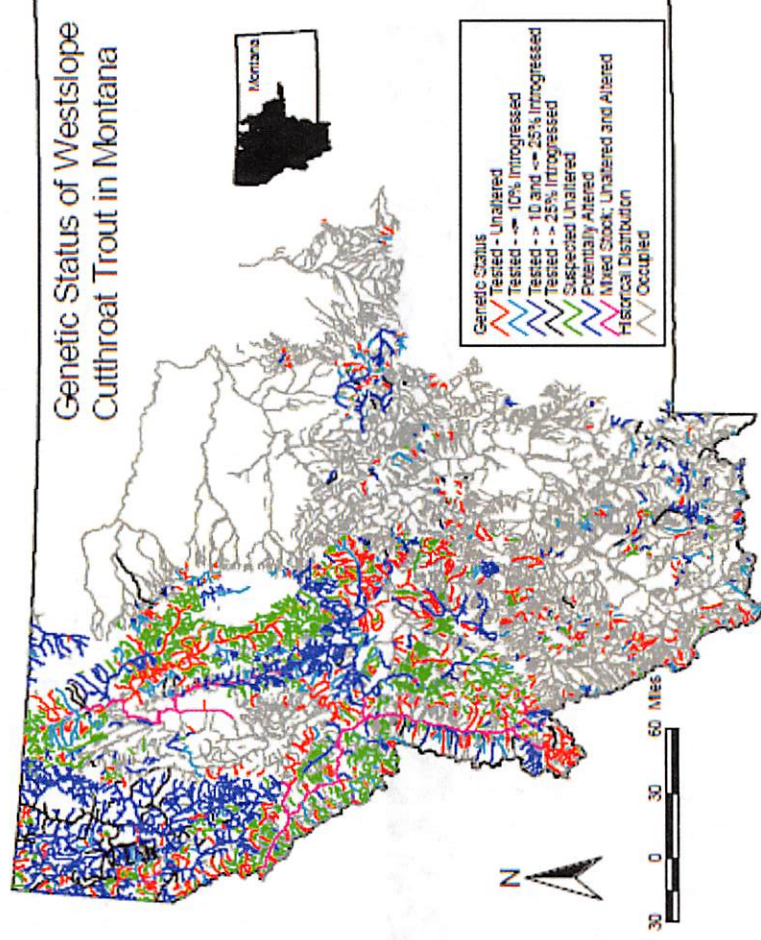 Genetic Status of Westslope
Cutthroat Trout in Montana
Montana
Genetic Status
Tested - Unaltered
Tested - <= 10% Introgressed
Tested - > 10 and <= 25% Introgressed
Tested - > 25% Introgressed
Suspected Unaltered
Potentially Altered
Mixed Stock; Unaltered and Altered
Historical Distribution
Occupied
N
30 0 30 60 Miles